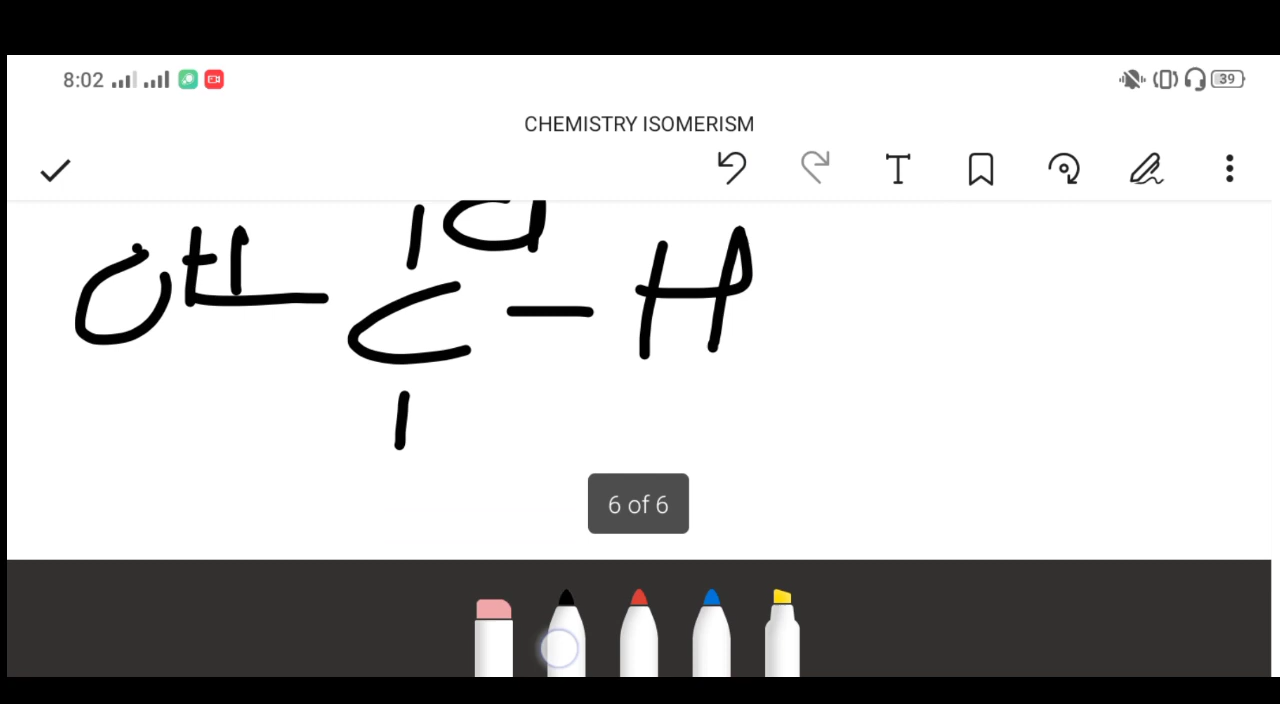 8:02 39
CHEMISTRY ISOMERISM
T
OH — C — H
6 of 6